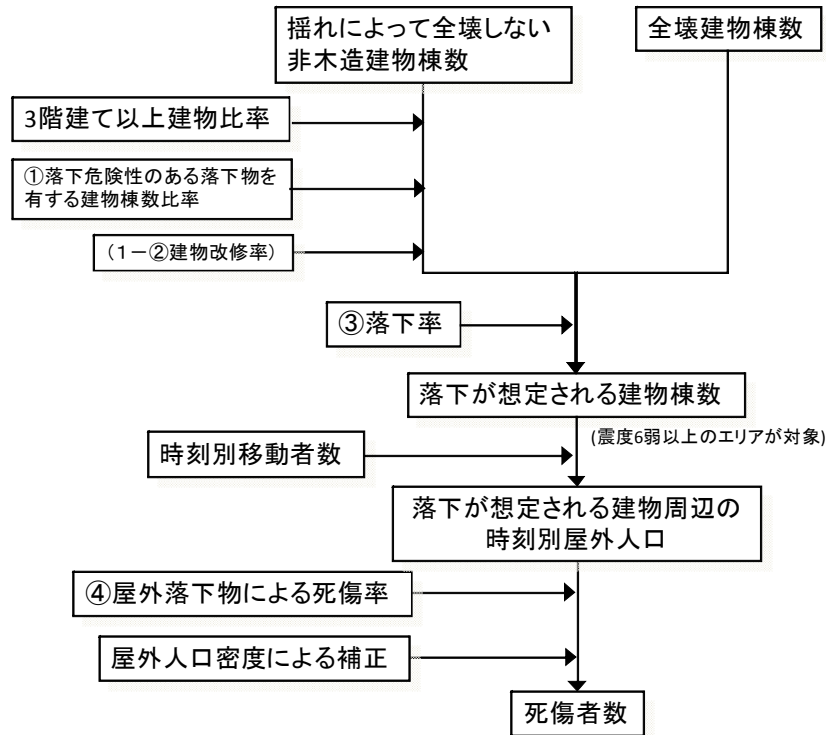 揺れによって全壊しない
非木造建物棟数
全壊建物棟数
3階建て以上建物比率
①落下危険性のある落下物を
有する建物棟数比率
(1-②建物改修率)
③落下率
落下が想定される建物棟数
(震度6弱以上のエリアが対象)
時刻別移動者数
落下が想定される建物周辺の
時刻別屋外人口
④屋外落下物による死傷率
屋外人口密度による補正
死傷者数